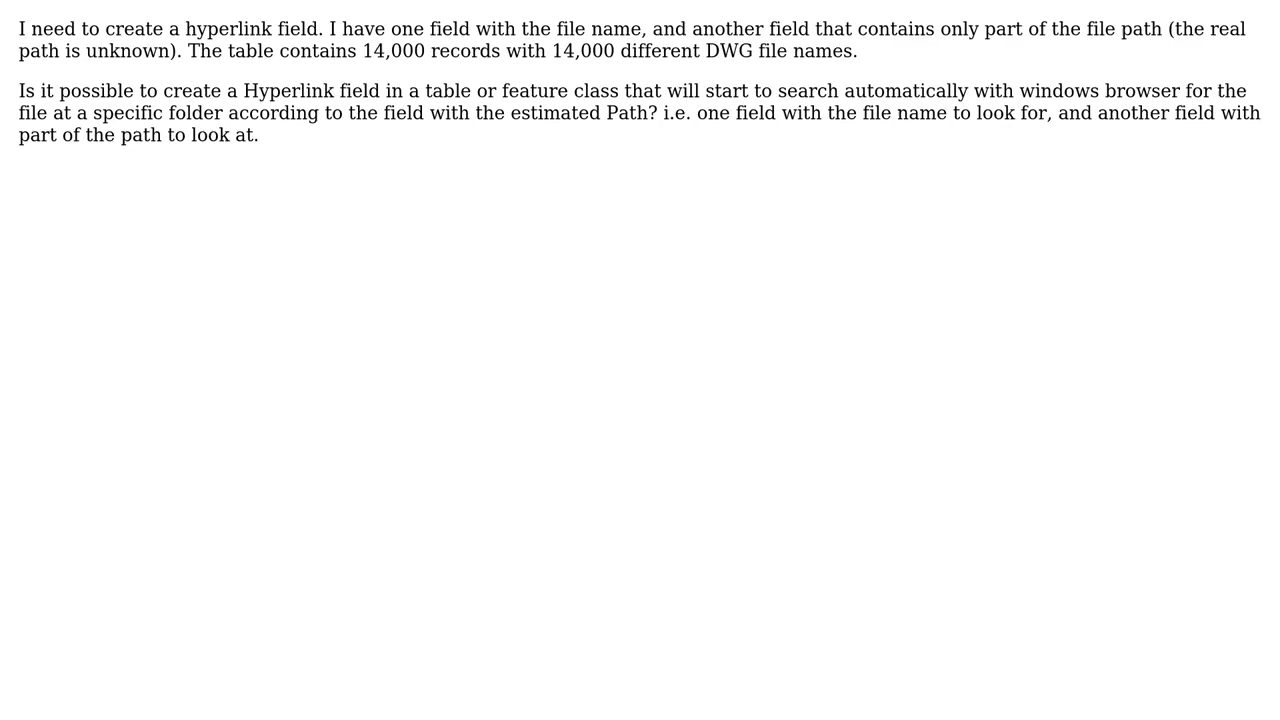 I need to create a hyperlink field. I have one field with the file name, and another field that contains only part of the file path (the real
path is unknown). The table contains 14,000 records with 14,000 different DWG file names.
Is it possible to create a Hyperlink field in a table or feature class that will start to search automatically with windows browser for the
file at a specific folder according to the field with the estimated Path? i.e. one field with the file name to look for, and another field with
part of the path to look at.